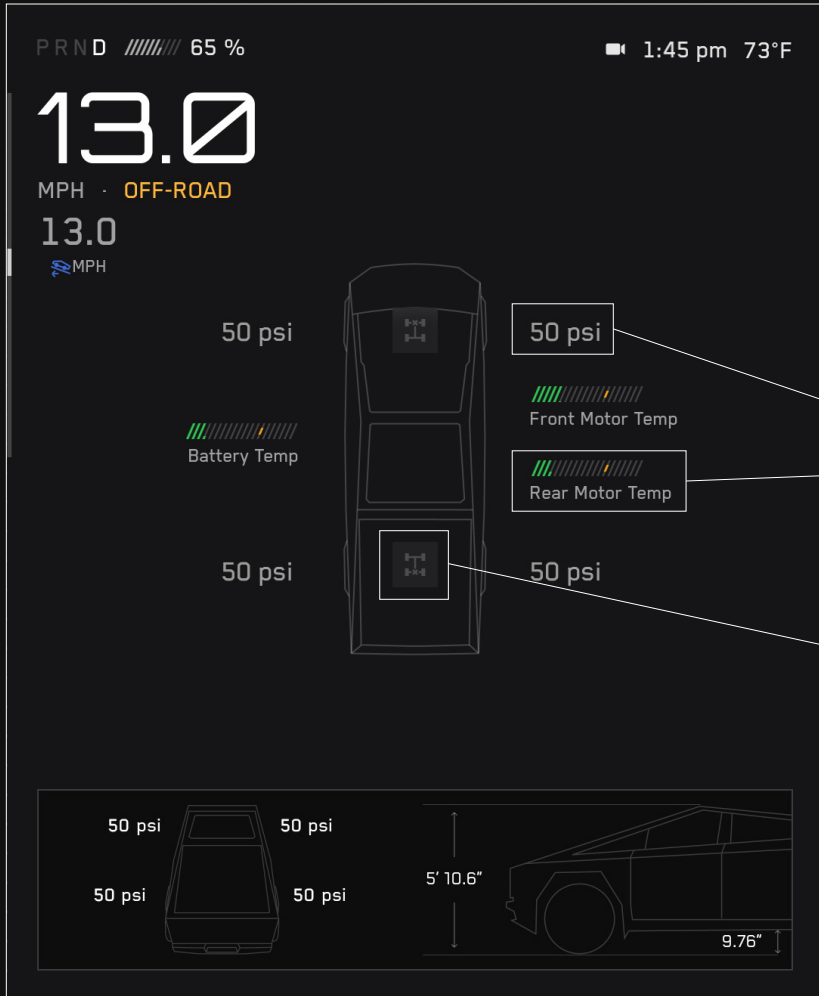 PRND 65 % 1:45 pm 73°F
13.0
MPH · OFF-ROAD
13.0
MPH
50 psi 50 psi
Front Motor Temp
Battery Temp
Rear Motor Temp
50 psi 50 psi
50 psi 50 psi
5' 10.6"
50 psi 50 psi
9.76"